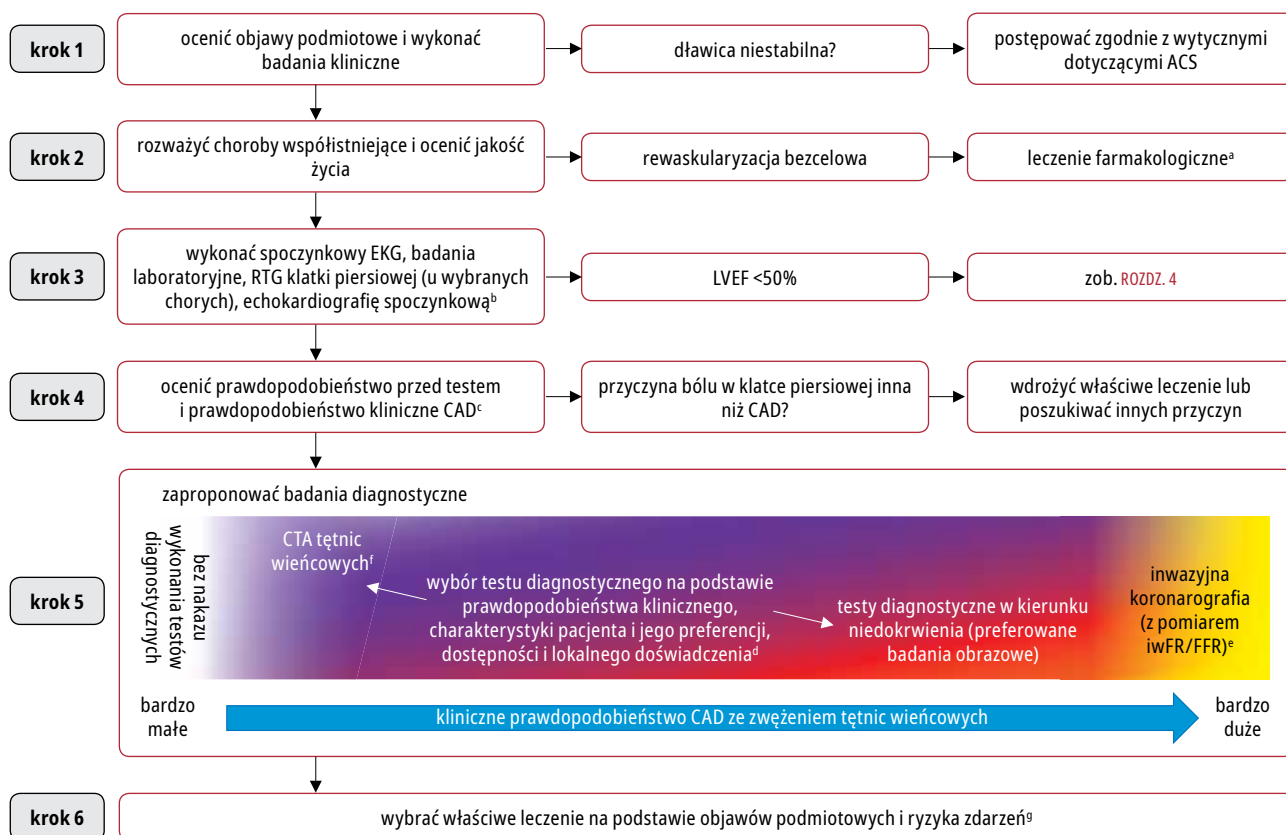 krok 1
ocenić objawy podmiotowe i wykonać
badania kliniczne
dławica niestabilna?
postępować zgodnie z wytycznymi
dotyczącymi ACS
krok 2
rozważyć choroby współistniejące i ocenić jakość
życia
rewaskularyzacja bezcelowa
leczenie farmakologiczneᵃ
krok 3
wykonać spoczynkowy EKG, badania
laboratoryjne, RTG klatki piersiowej (u wybranych
chorych), echokardiografię spoczynkowąᵇ
LVEF <50%
zob. ROZDZ. 4
krok 4
ocenić prawdopodobieństwo przed testem
i prawdopodobieństwo kliniczne CADᶜ
przyczyna bólu w klatce piersiowej inna
niż CAD?
wdrożyć właściwe leczenie lub
poszukiwać innych przyczyn
krok 5
zaproponować badania diagnostyczne
bez nakazu
wykonania testów
diagnostycznych
CTA tętnic
wieńcowychᶠ
wybór testu diagnostycznego na podstawie
prawdopodobieństwa klinicznego,
charakterystyki pacjenta i jego preferencji,
dostępności i lokalnego doświadczeniaᵈ
testy diagnostyczne w kierunku
niedokrwienia (preferowane
badania obrazowe)
inwazyjna
koronarografia
(z pomiarem
iwFR/FFR)ᵉ
bardzo
małe
kliniczne prawdopodobieństwo CAD ze zwężeniem tętnic wieńcowych
bardzo
duże
krok 6
wybrać właściwe leczenie na podstawie objawów podmiotowych i ryzyka zdarzeńᵍ